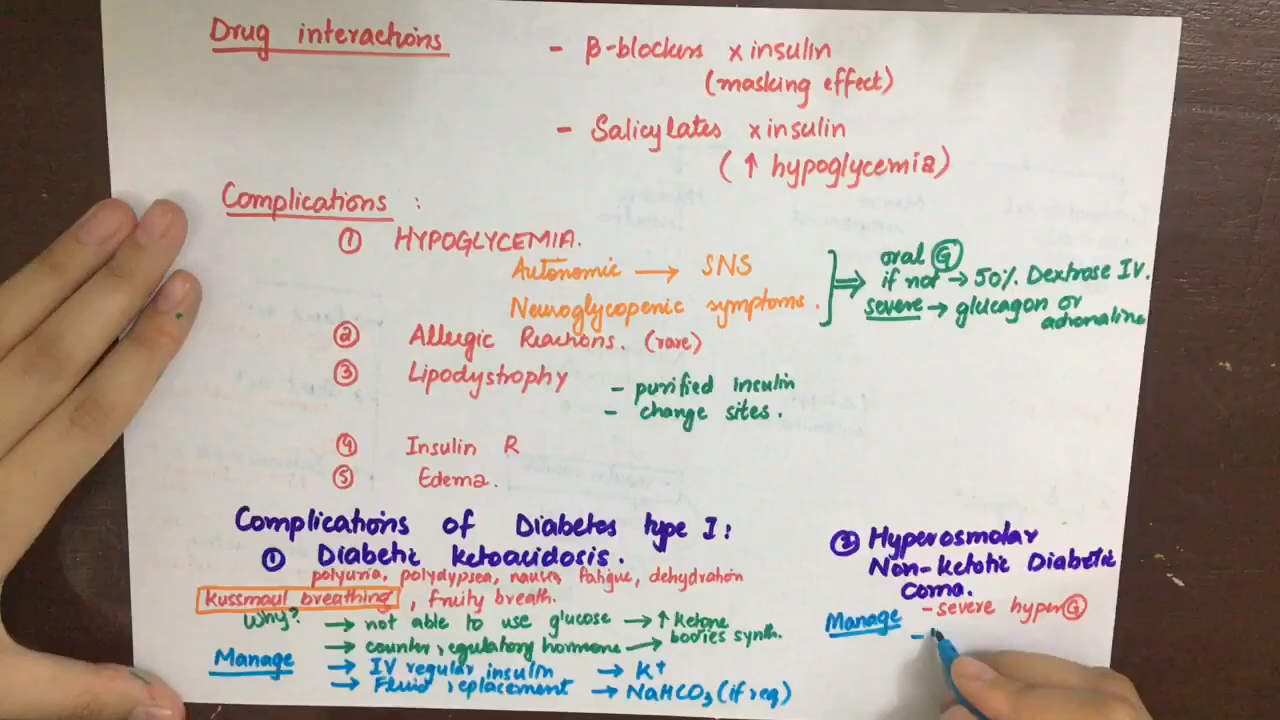 Drug interactions
- β-blockers x insulin
(masking effect)
- Salicylates x insulin
(↑ hypoglycemia)
Complications :
① HYPOGLYCEMIA.
Autonomic → SNS
Neuroglycopenic symptoms.
oral Ⓖ
if not → 50% Dextrose IV.
severe → glucagon or
adrenaline
② Allergic Reactions. (rare)
③ Lipodystrophy
- purified insulin
- change sites.
④ Insulin R
⑤ Edema.
Complications of Diabetes type I:
① Diabetic ketoacidosis.
polyuria, polydypsea, nausea, fatigue, dehydration
Kussmaul breathing, fruity breath.
Why? → not able to use glucose → ↑ Ketone
bodies synth.
→ counter regulatory hormone →
Manage → IV regular insulin → K+
→ Fluid replacement → NaHCO3 (if req)
② Hyperosmolar
Non-ketotic Diabetic
Coma.
- severe hyper Ⓖ
Manage
-